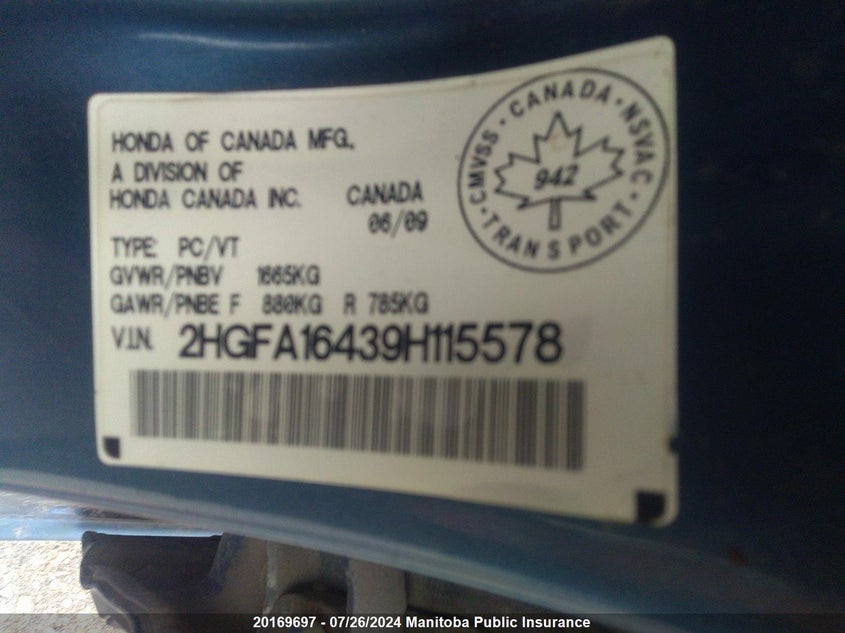 HONDA OF CANADA MFG.
A DIVISION OF
HONDA CANADA INC. CANADA
06/09
TYPE: PC/VT
GVWR/PNBV 1665KG
GAWR/PNBE F 880KG R 785KG
V.I.N. 2HGFA16439H115578
CMVSS · CANADA · NSVAC · TRANSPORT ·
942
20169697 - 07/26/2024 Manitoba Public Insurance